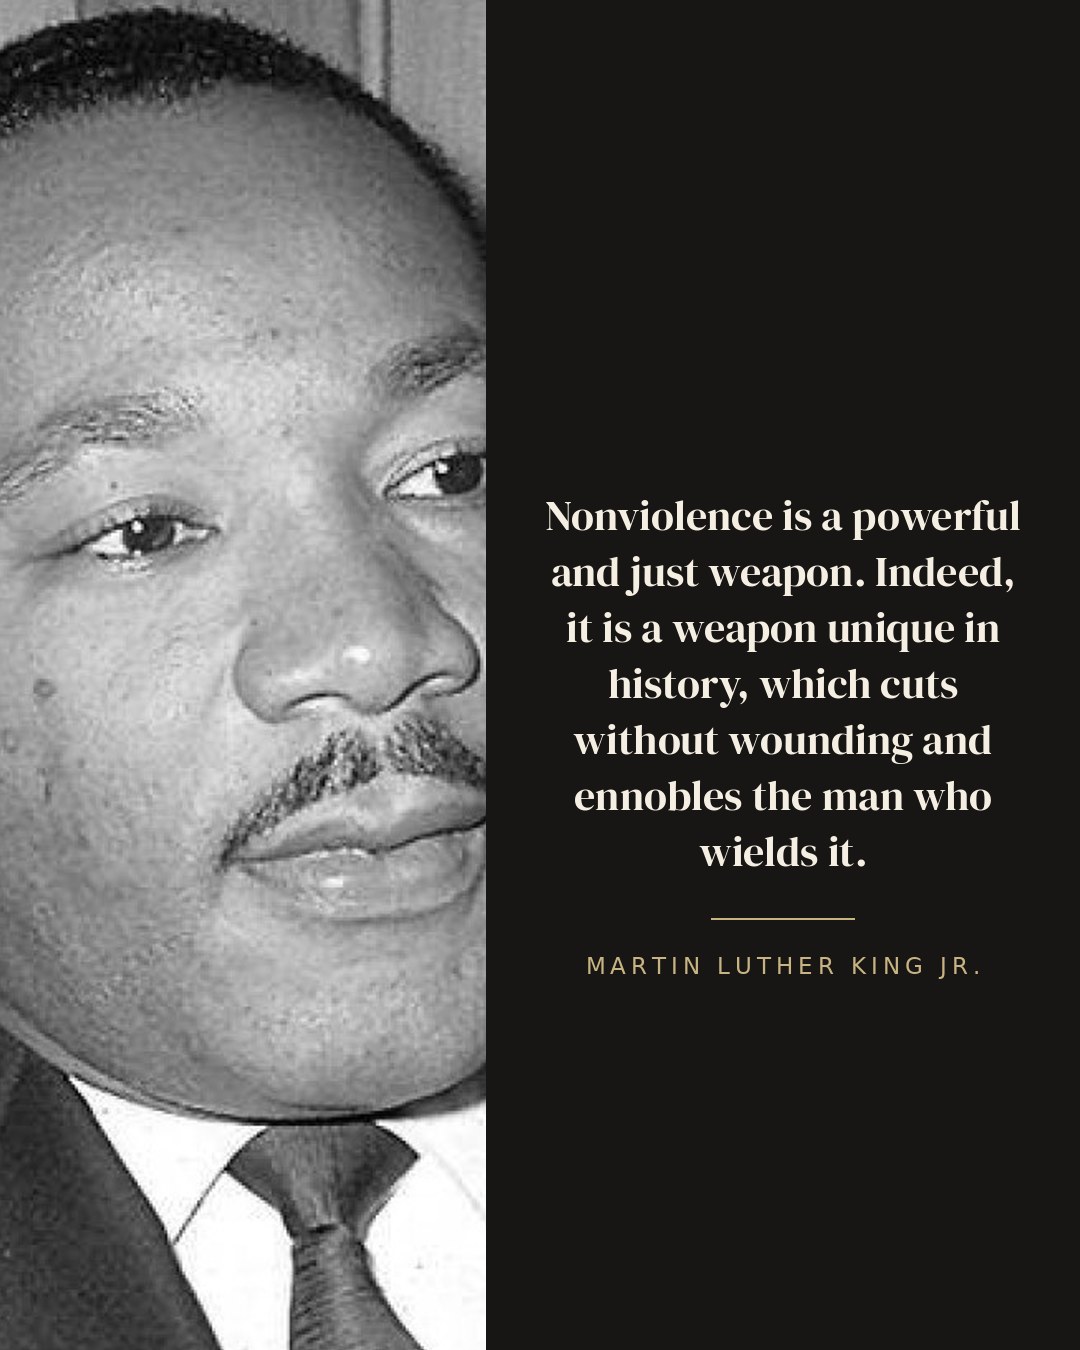 Nonviolence is a powerful
and just weapon. Indeed,
it is a weapon unique in
history, which cuts
without wounding and
ennobles the man who
wields it.
MARTIN LUTHER KING JR.